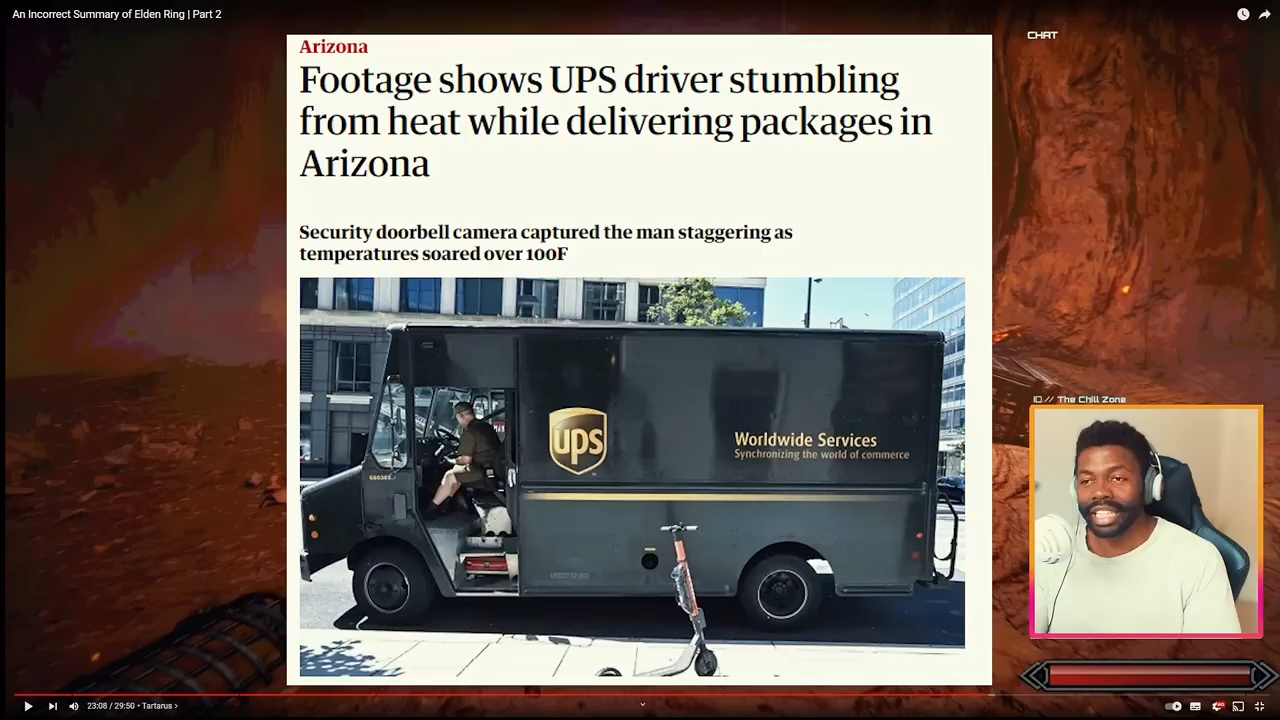 An Incorrect Summary of Elden Ring | Part 2
CHAT
Arizona
Footage shows UPS driver stumbling
from heat while delivering packages in
Arizona
Security doorbell camera captured the man staggering as
temperatures soared over 100F
ups
Worldwide Services
Synchronizing the world of commerce
ID // The Chill Zone
23:08 / 29:50 • Tartarus ›